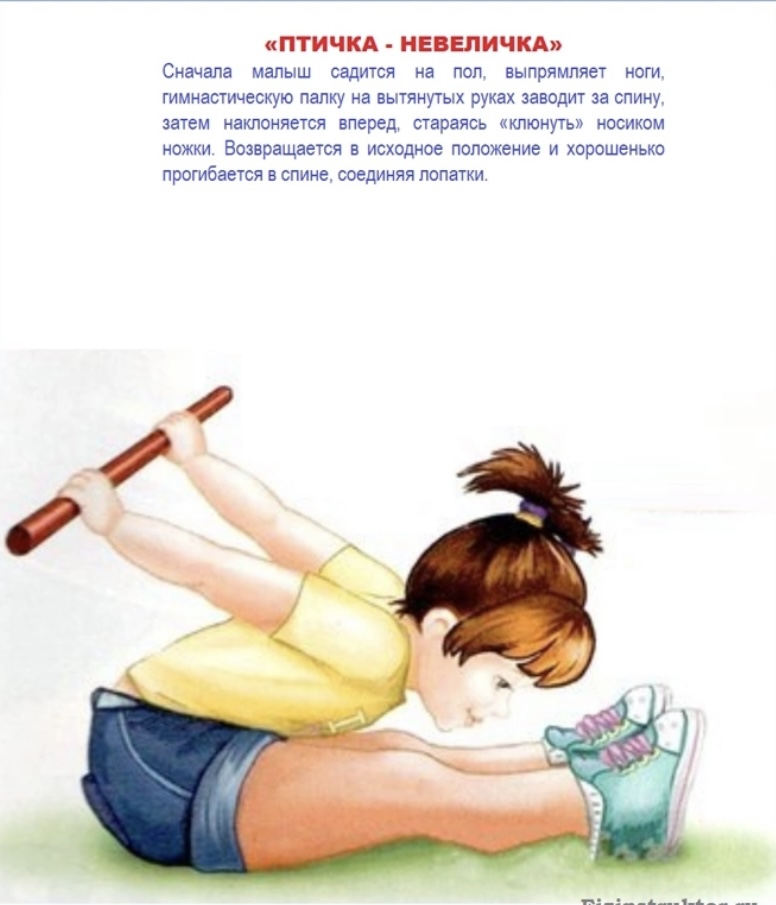 «ПТИЧКА - НЕВЕЛИЧКА»
Сначала малыш садится на пол, выпрямляет ноги,
гимнастическую палку на вытянутых руках заводит за спину,
затем наклоняется вперед, стараясь «клюнуть» носиком
ножки. Возвращается в исходное положение и хорошенько
прогибается в спине, соединяя лопатки.